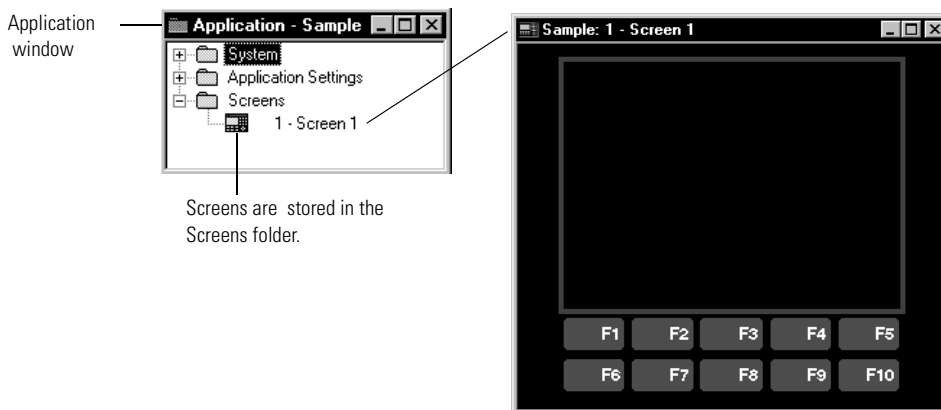 Application
window
Application - Sample
System
Application Settings
Screens
1 - Screen 1
Screens are stored in the
Screens folder.
Sample: 1 - Screen 1
F1 F2 F3 F4 F5
F6 F7 F8 F9 F10